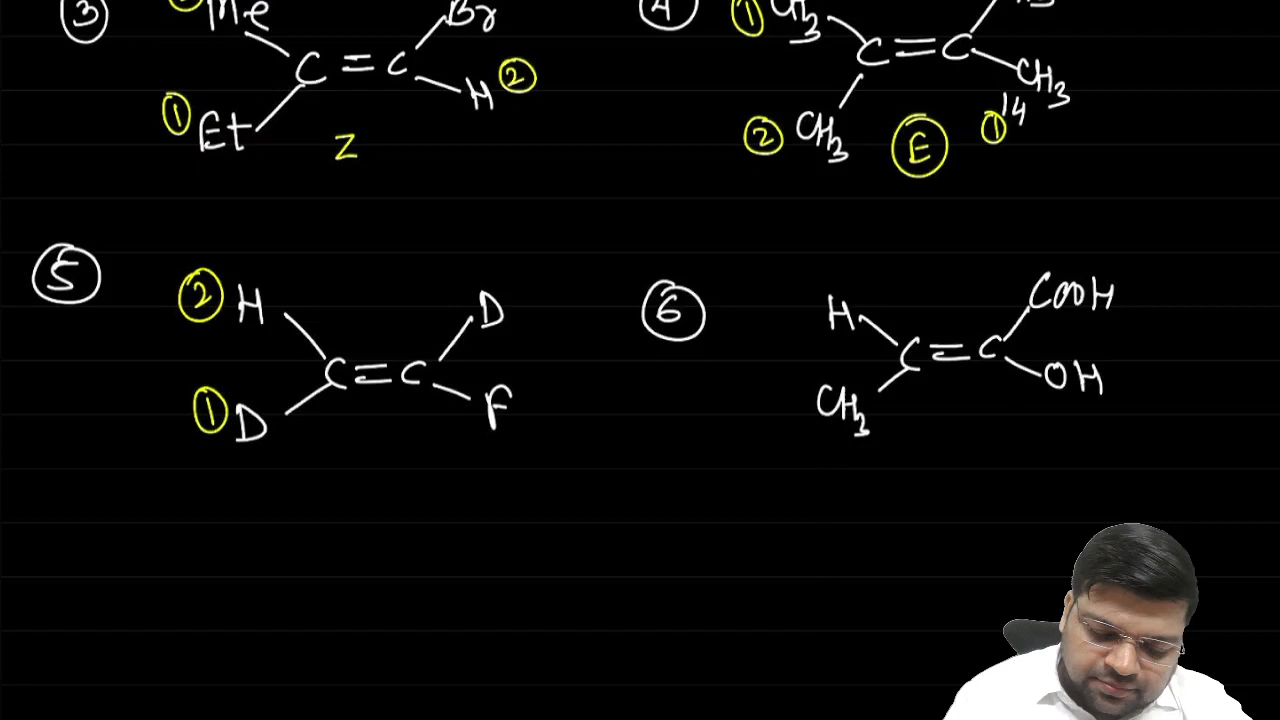 ③ Me Br
C = C
① Et H ②
Z
④ ① CH3
C = C
② CH3 CH3
14
Ⓔ ①
⑤ ② H D
C = C
① D F
⑥ H COOH
C = C
CH3 OH